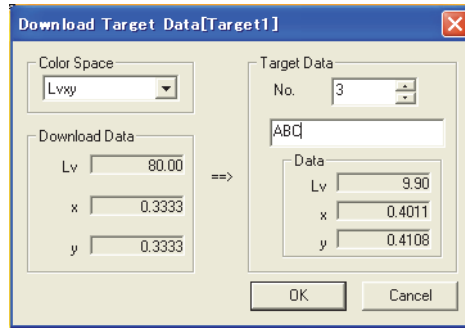 Download Target Data[Target1]
Color Space
Lvxy
Download Data
Lv 80.00
x 0.3333
y 0.3333
==>
Target Data
No. 3
ABC
Data
Lv 9.90
x 0.4011
y 0.4108
OK Cancel